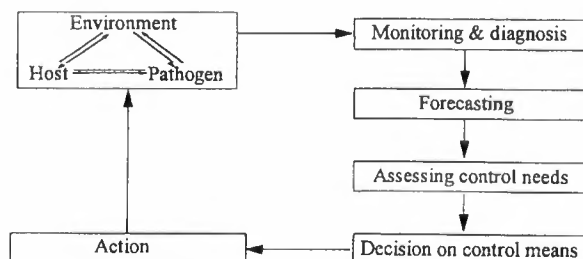 Environment
Host
Pathogen
Monitoring & diagnosis
Forecasting
Assessing control needs
Decision on control means
Action